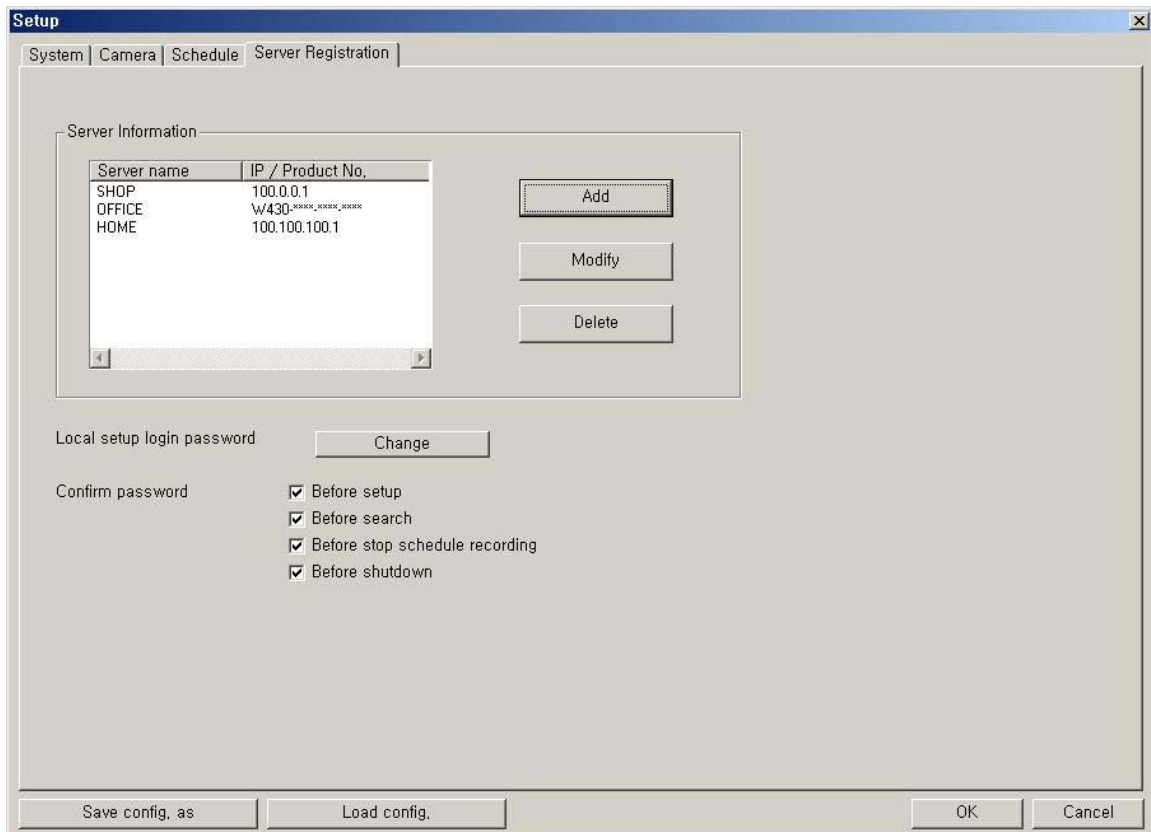 Setup
System Camera Schedule Server Registration
Server Information
Server name IP / Product No,
SHOP 100.0.0.1
OFFICE W430-****-****-****
HOME 100.100.100.1
Add
Modify
Delete
Local setup login password Change
Confirm password Before setup
Before search
Before stop schedule recording
Before shutdown
Save config, as Load config, OK Cancel